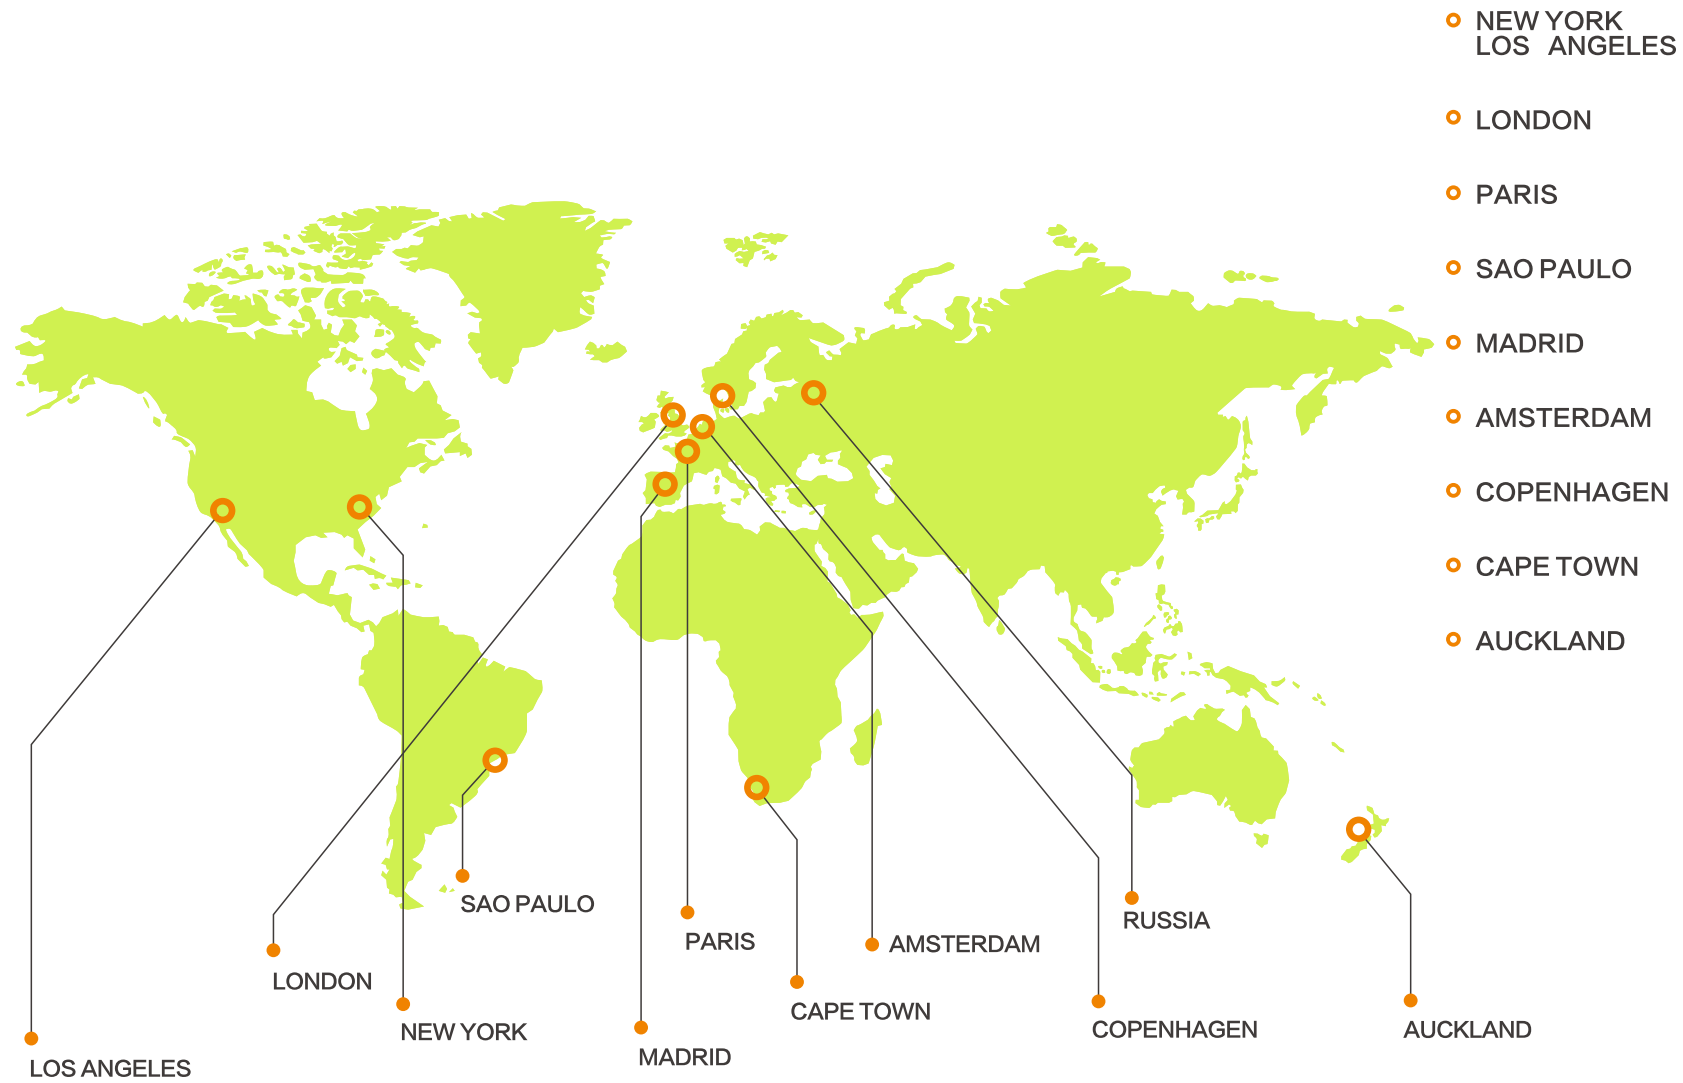 NEW YORK
LOS ANGELES
LONDON
PARIS
SAO PAULO
MADRID
AMSTERDAM
COPENHAGEN
CAPE TOWN
AUCKLAND
SAO PAULO
RUSSIA
PARIS
AMSTERDAM
LONDON
CAPE TOWN
NEW YORK
COPENHAGEN
AUCKLAND
MADRID
LOS ANGELES